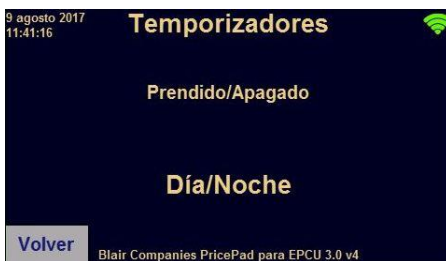 9 agosto 2017
11:41:16
Temporizadores
Prendido/Apagado
Día/Noche
Volver
Blair Companies PricePad para EPCU 3.0 v4